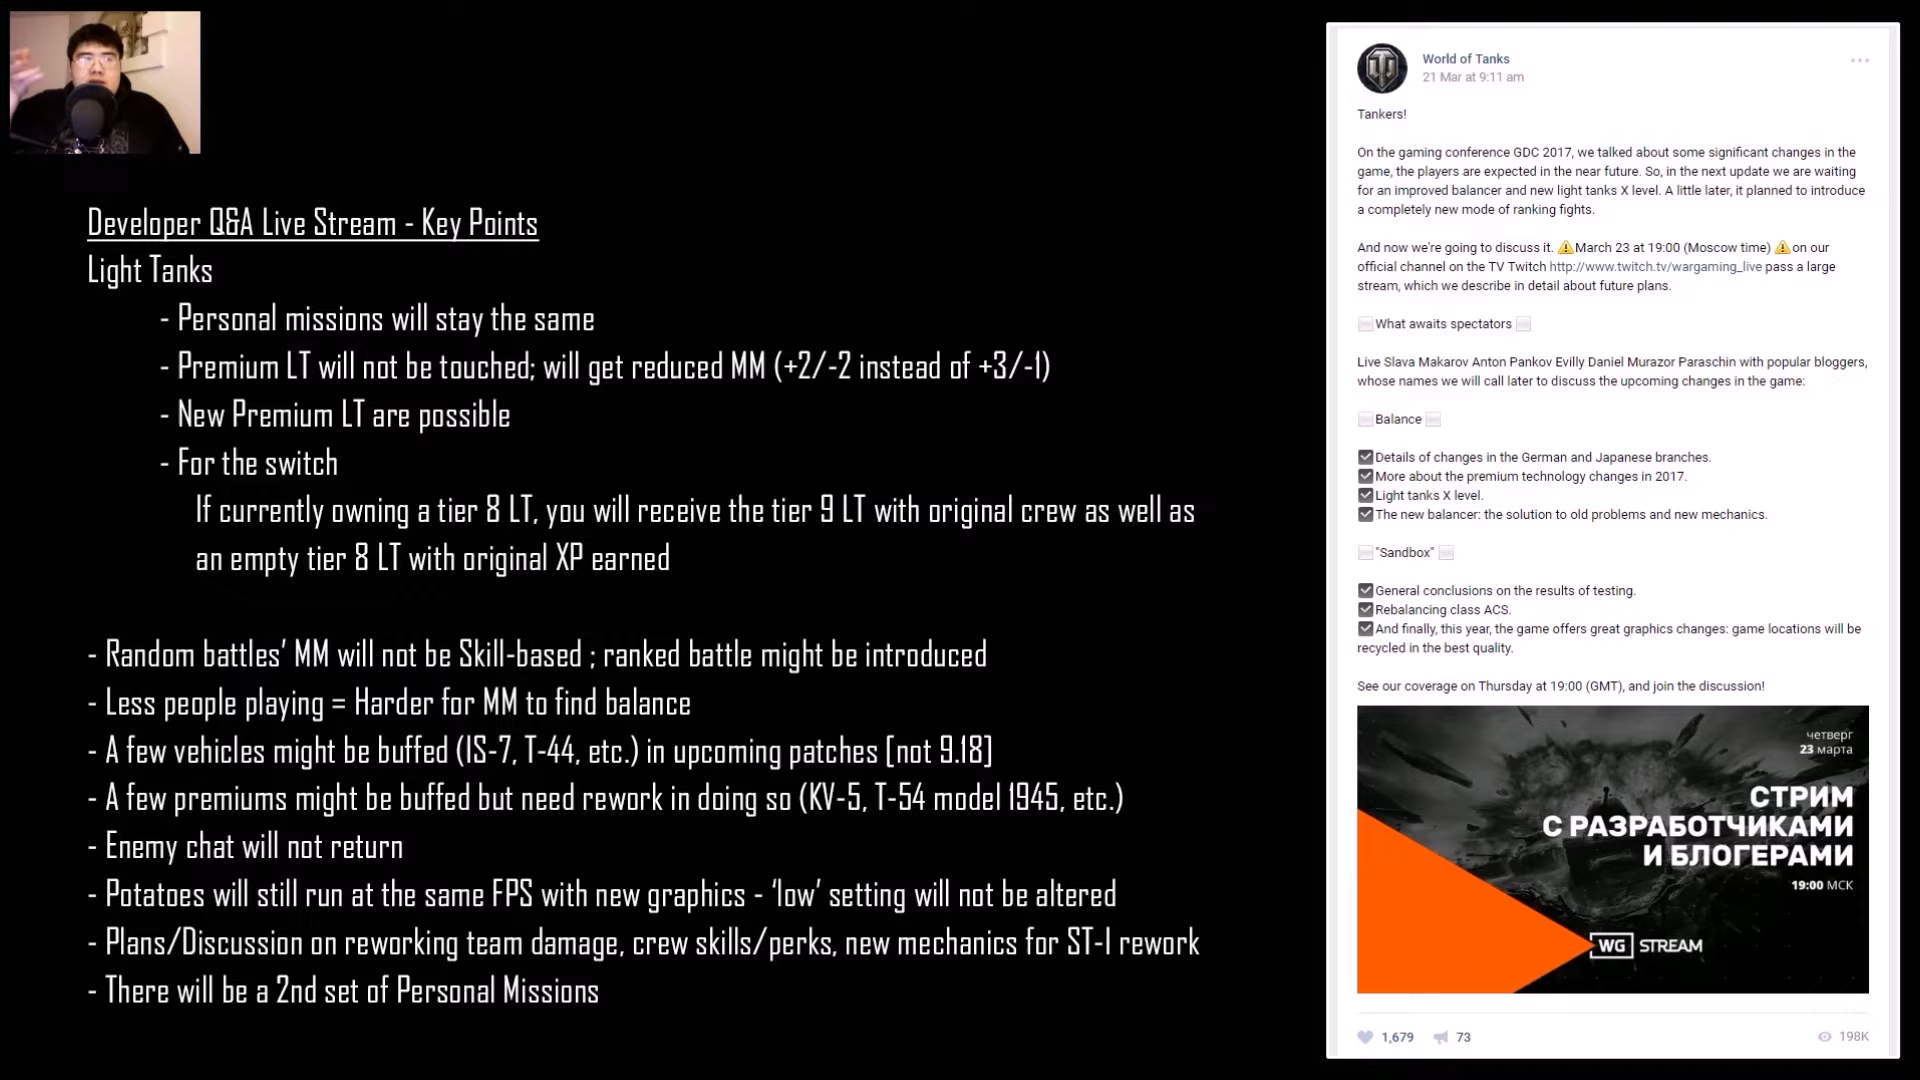 Developer Q&A Live Stream - Key Points
Light Tanks
- Personal missions will stay the same
- Premium LT will not be touched; will get reduced MM (+2/-2 instead of +3/-1)
- New Premium LT are possible
- For the switch
If currently owning a tier 8 LT, you will receive the tier 9 LT with original crew as well as
an empty tier 8 LT with original XP earned
- Random battles' MM will not be Skill-based ; ranked battle might be introduced
- Less people playing = Harder for MM to find balance
- A few vehicles might be buffed (IS-7, T-44, etc.) in upcoming patches [not 9.18]
- A few premiums might be buffed but need rework in doing so (KV-5, T-54 model 1945, etc.)
- Enemy chat will not return
- Potatoes will still run at the same FPS with new graphics - 'low' setting will not be altered
- Plans/Discussion on reworking team damage, crew skills/perks, new mechanics for ST-I rework
- There will be a 2nd set of Personal Missions
World of Tanks
21 Mar at 9:11 am
Tankers!
On the gaming conference GDC 2017, we talked about some significant changes in the
game, the players are expected in the near future. So, in the next update we are waiting
for an improved balancer and new light tanks X level. A little later, it planned to introduce
a completely new mode of ranking fights.
And now we're going to discuss it. ⚠March 23 at 19:00 (Moscow time) ⚠on our
official channel on the TV Twitch http://www.twitch.tv/wargaming_live pass a large
stream, which we describe in detail about future plans.
What awaits spectators
Live Slava Makarov Anton Pankov Evilly Daniel Murazor Paraschin with popular bloggers,
whose names we will call later to discuss the upcoming changes in the game:
Balance
☑Details of changes in the German and Japanese branches.
☑More about the premium technology changes in 2017.
☑Light tanks X level.
☑The new balancer: the solution to old problems and new mechanics.
"Sandbox"
☑General conclusions on the results of testing.
☑Rebalancing class ACS.
☑And finally, this year, the game offers great graphics changes: game locations will be
recycled in the best quality.
See our coverage on Thursday at 19:00 (GMT), and join the discussion!
четверг
23 марта
СТРИМ
С РАЗРАБОТЧИКАМИ
И БЛОГЕРАМИ
19:00 МСК
WG STREAM
1,679 73 198K